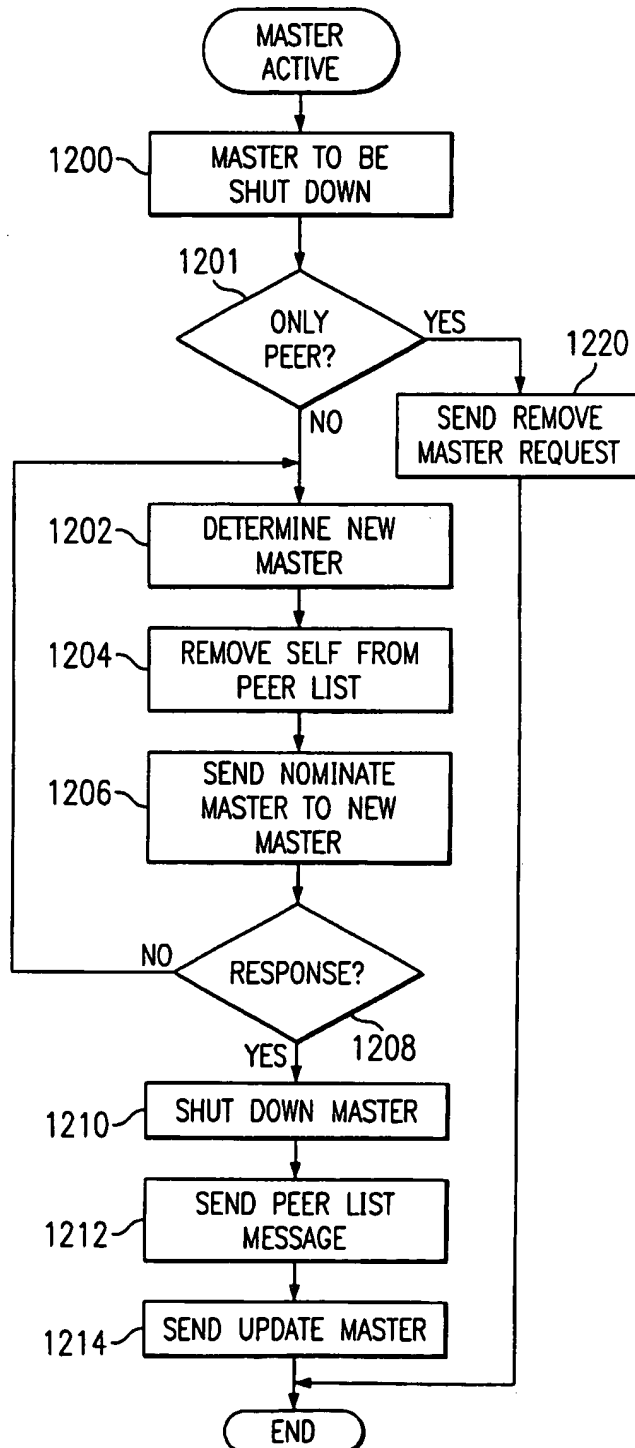 MASTER
ACTIVE
1200
MASTER TO BE
SHUT DOWN
1201
ONLY
PEER?
YES
1220
SEND REMOVE
MASTER REQUEST
NO
1202
DETERMINE NEW
MASTER
1204
REMOVE SELF FROM
PEER LIST
1206
SEND NOMINATE
MASTER TO NEW
MASTER
NO
RESPONSE?
1208
YES
1210
SHUT DOWN MASTER
1212
SEND PEER LIST
MESSAGE
1214
SEND UPDATE MASTER
END